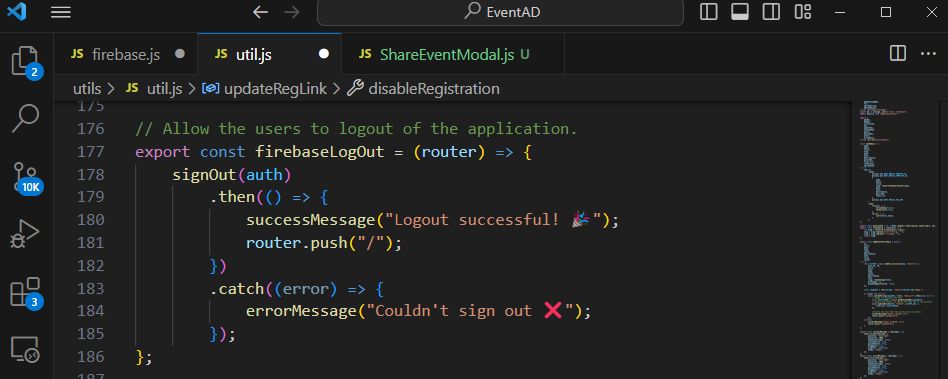 EventAD
JS firebase.js
JS util.js
JS ShareEventModal.js U
utils > JS util.js > updateRegLink > disableRegistration
175
176 // Allow the users to logout of the application.
177 export const firebaseLogOut = (router) => {
178 signOut(auth)
179 .then(() => {
180 successMessage("Logout successful! 🎉");
181 router.push("/");
182 })
183 .catch((error) => {
184 errorMessage("Couldn't sign out ❌");
185 });
186 };
187
2
10K
3